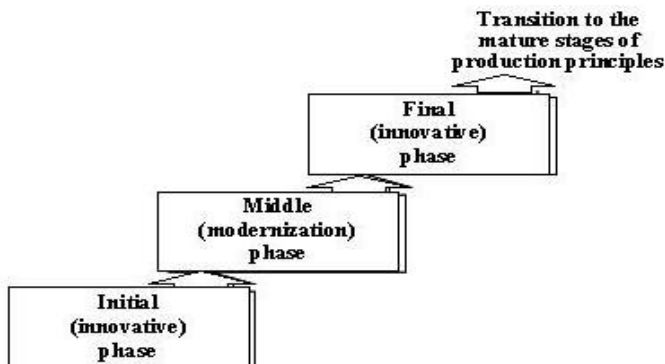 Transition to the
mature stages of
production principles
Final
(innovative)
phase
Middle
(modernization)
phase
Initial
(innovative)
phase